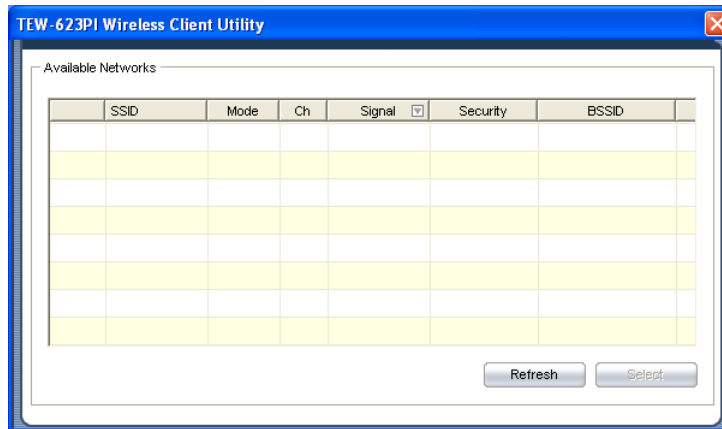 TEW-623PI Wireless Client Utility
Available Networks
SSID Mode Ch Signal Security BSSID
Refresh Select